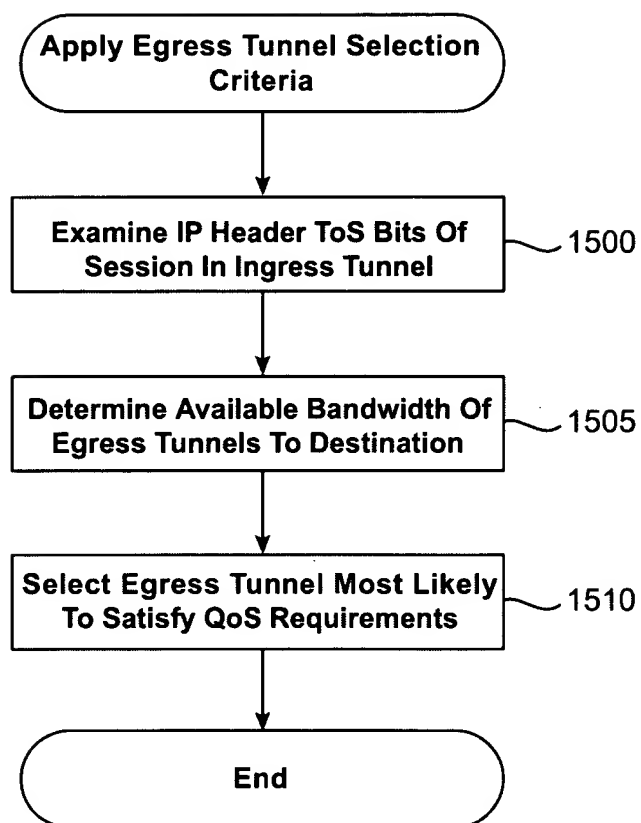 Apply Egress Tunnel Selection
Criteria
Examine IP Header ToS Bits Of
Session In Ingress Tunnel
1500
Determine Available Bandwidth Of
Egress Tunnels To Destination
1505
Select Egress Tunnel Most Likely
To Satisfy QoS Requirements
1510
End